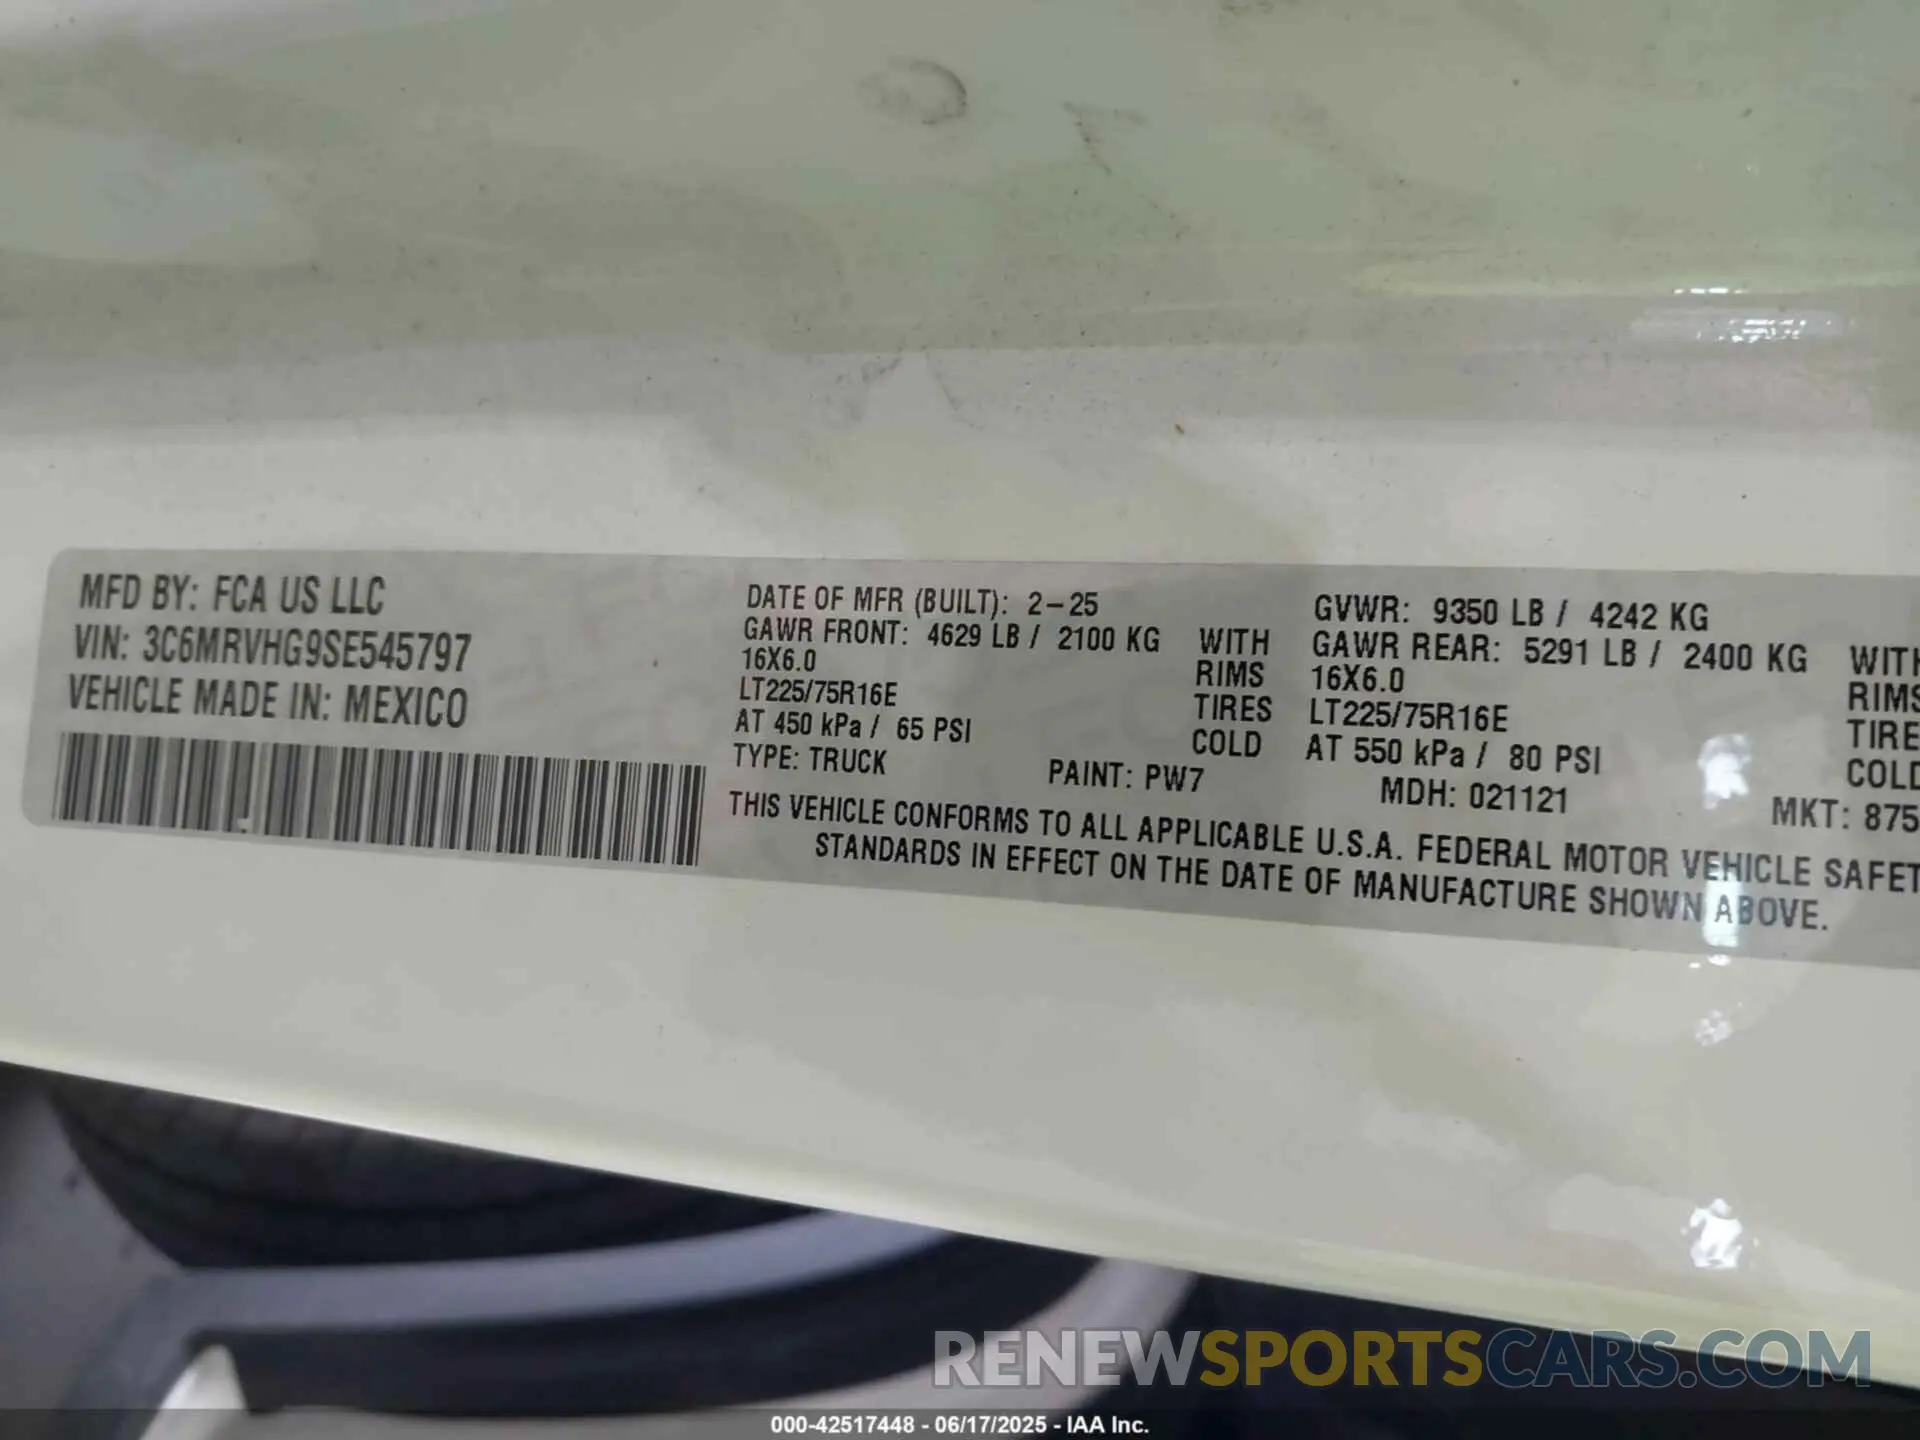 MFD BY: FCA US LLC
VIN: 3C6MRVHG9SE545797
VEHICLE MADE IN: MEXICO
DATE OF MFR (BUILT): 2-25
GVWR: 9350 LB / 4242 KG
GAWR FRONT: 4629 LB / 2100 KG WITH
16X6.0 RIMS
LT225/75R16E TIRES
AT 450 kPa / 65 PSI COLD
GAWR REAR: 5291 LB / 2400 KG WITH
16X6.0 RIMS
LT225/75R16E TIRE
AT 550 kPa / 80 PSI COLD
TYPE: TRUCK PAINT: PW7 MDH: 021121 MKT: 875
THIS VEHICLE CONFORMS TO ALL APPLICABLE U.S.A. FEDERAL MOTOR VEHICLE SAFET
STANDARDS IN EFFECT ON THE DATE OF MANUFACTURE SHOWN ABOVE.
RENEWSPORTSCARS.COM
000-42517448 - 06/17/2025 - IAA Inc.